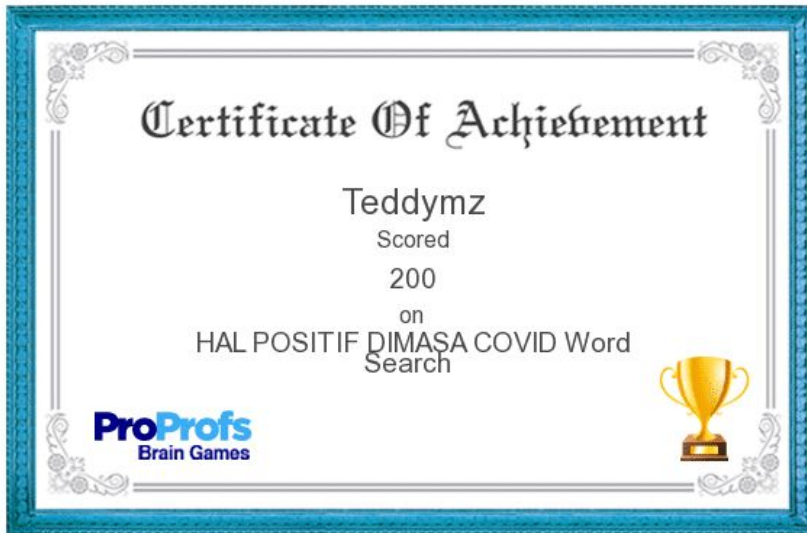 Certificate Of Achievement
Teddymz
Scored
200
on
HAL POSITIF DIMASA COVID Word
Search
ProProfs
Brain Games